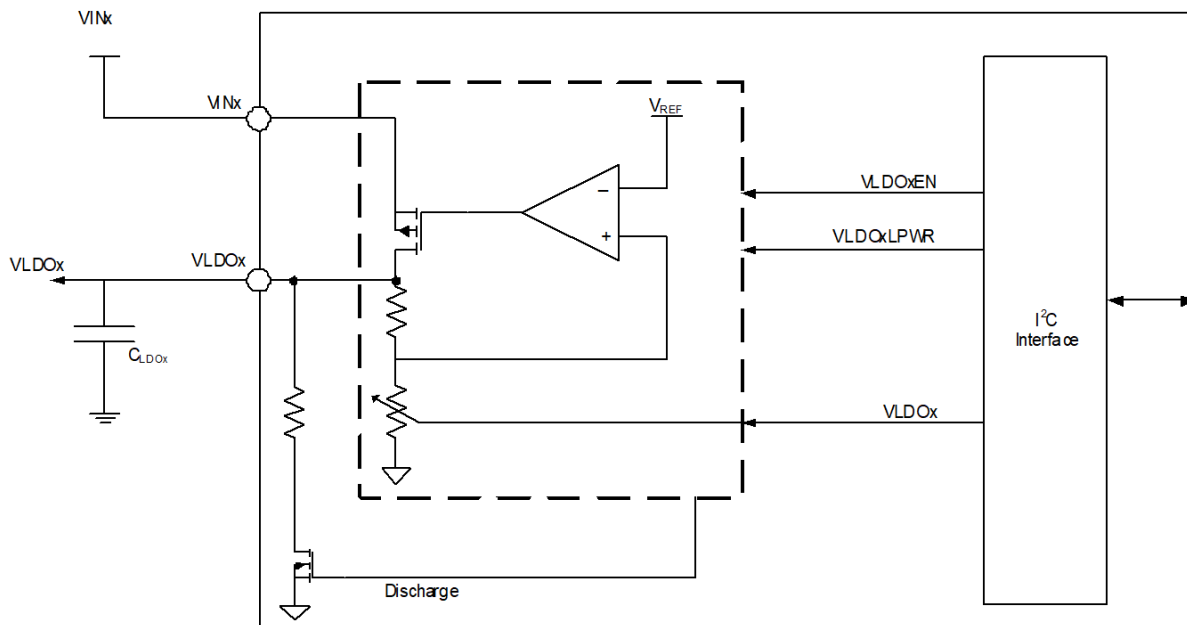 VINx
VINx
VREF
−
+
VLDOxEN
VLDOxLPWR
VLDOx
VLDOx
CLDOx
I²C
Interface
VLDOx
Discharge